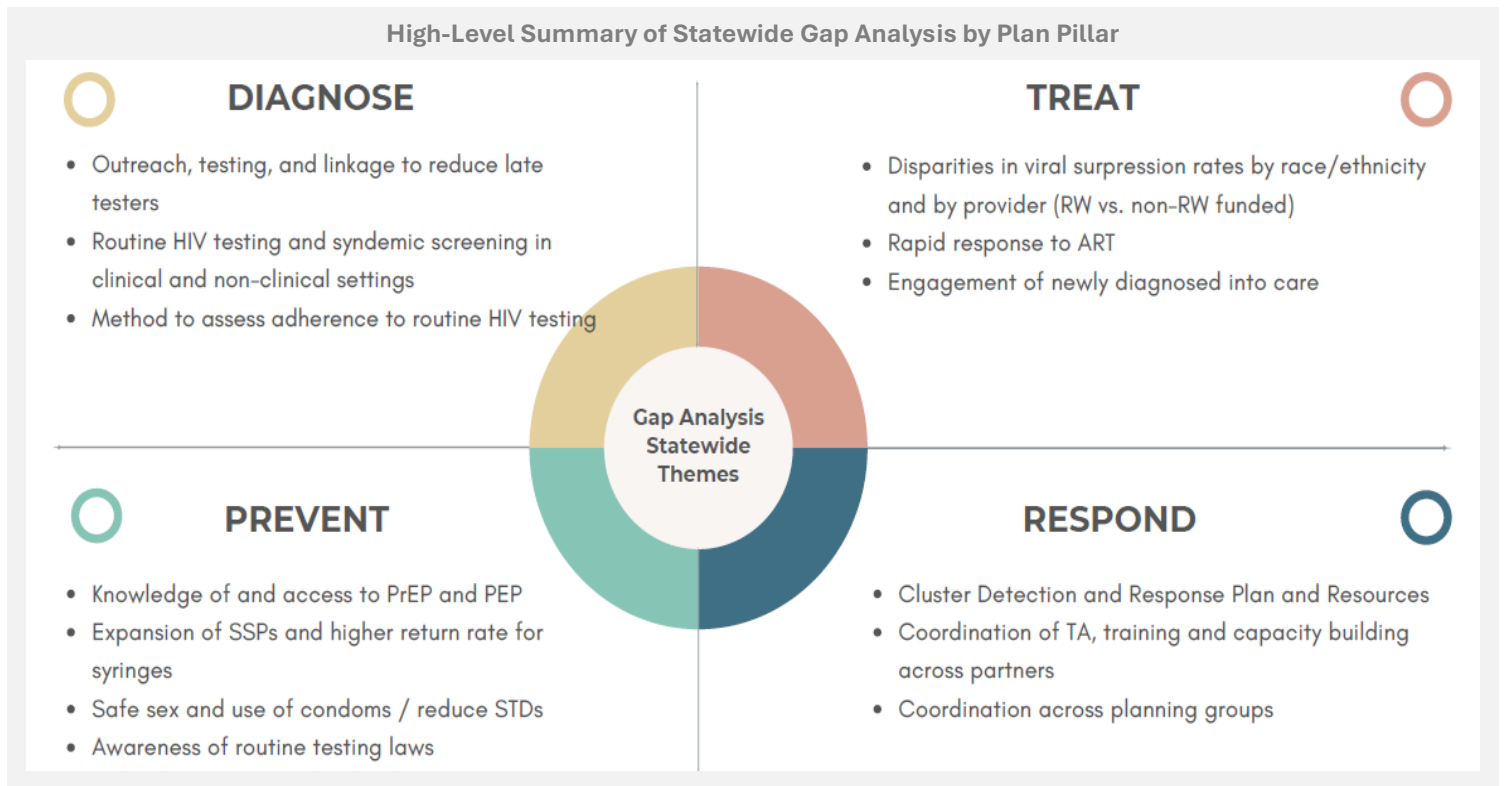 High-Level Summary of Statewide Gap Analysis by Plan Pillar
DIAGNOSE
• Outreach, testing, and linkage to reduce late
testers
• Routine HIV testing and syndemic screening in
clinical and non-clinical settings
• Method to assess adherence to routine HIV testing
TREAT
• Disparities in viral surpression rates by race/ethnicity
and by provider (RW vs. non-RW funded)
• Rapid response to ART
• Engagement of newly diagnosed into care
Gap Analysis
Statewide
Themes
PREVENT
• Knowledge of and access to PrEP and PEP
• Expansion of SSPs and higher return rate for
syringes
• Safe sex and use of condoms / reduce STDs
• Awareness of routine testing laws
RESPOND
• Cluster Detection and Response Plan and Resources
• Coordination of TA, training and capacity building
across partners
• Coordination across planning groups